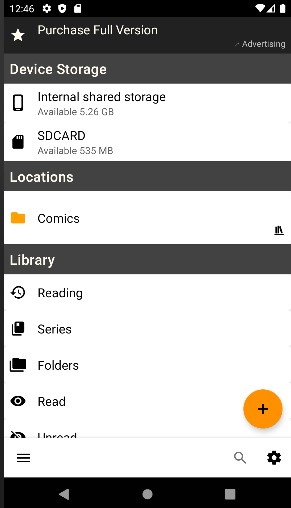 12:46
Purchase Full Version
Advertising
Device Storage
Internal shared storage
Available 5.26 GB
SDCARD
Available 535 MB
Locations
Comics
Library
Reading
Series
Folders
Read
Unread